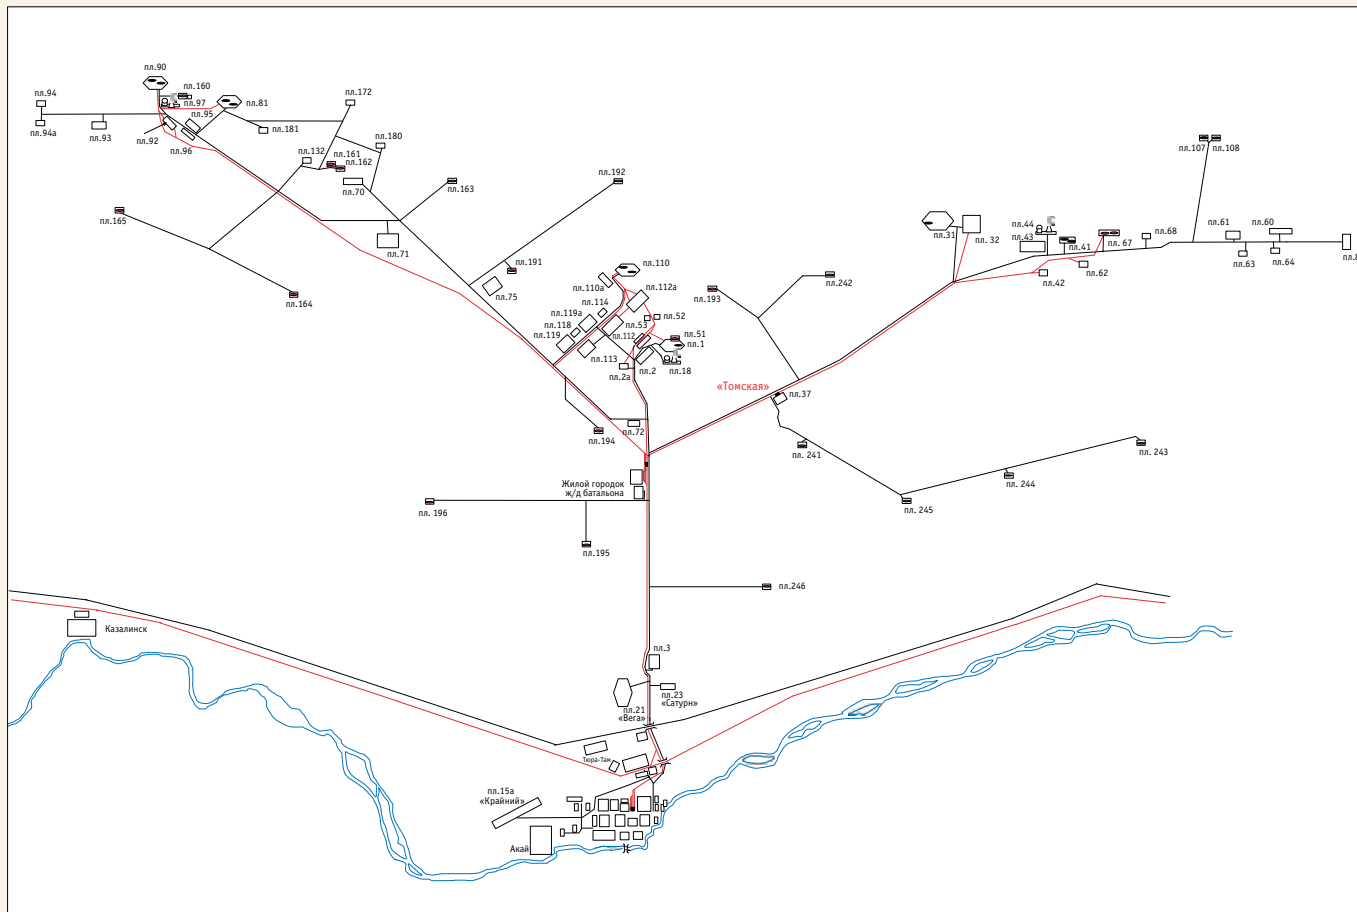 пл.90
пл.94
пл.160
пл.97
пл.81
пл.172
пл.95
пл.94а
пл.93
пл.92
пл.181
пл.180
пл.96
пл.132
пл.161
пл.162
пл.107
пл.108
пл.70
пл.163
пл.192
пл.165
пл.71
пл.31
пл. 32
пл.44
пл.43
пл.41
пл. 67
пл.68
пл.61
пл.60
пл.8
пл.63
пл.64
пл.62
пл.42
пл.191
пл.75
пл.110
пл.110а
пл.112а
пл.164
пл.193
пл.242
пл.114
пл.119а
пл.118
пл.119
пл.53
пл.52
пл.112
пл.51
пл.1
пл.113
пл.2
пл.18
пл.2а
«Томская»
пл.37
пл.72
пл.194
пл. 241
пл. 243
пл. 244
пл. 245
Жилой городок
ж/д батальона
пл. 196
пл.195
пл. 246
Казалинск
пл.3
пл.23
«Сатурн»
пл.21
«Вега»
Тюра-Там
пл.15а
«Крайний»
Акай